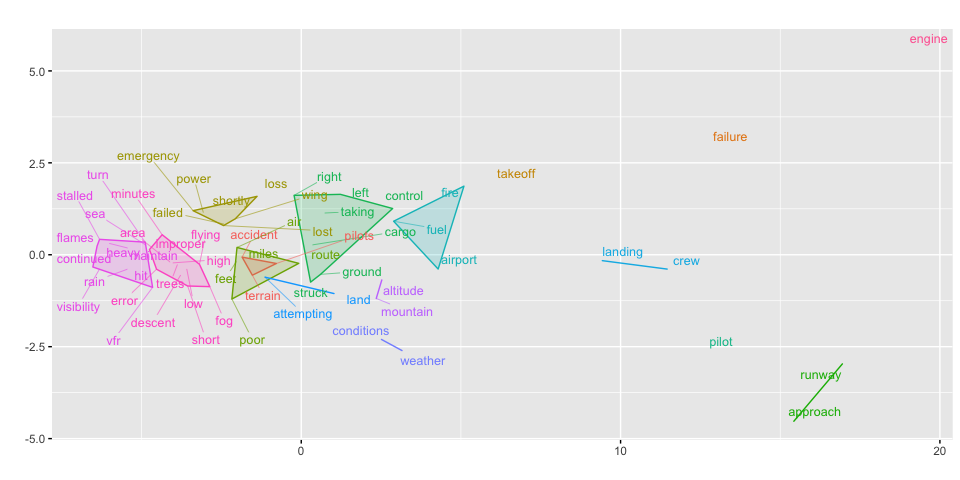 engine
5.0
failure
emergency
2.5
turn
power
takeoff
right
loss
stalled
minutes
wing
left
control
fire
shortly
sea
failed
taking
air
fuel
area
flying
accident
lost
pilots
cargo
flames
improper
landing
0.0
continued
heavy
maintain
high
miles
route
airport
crew
rain
hit
trees
feet
ground
altitude
visibility
error
low
terrain
struck
land
mountain
descent
fog
attempting
conditions
vfr
short
poor
pilot
-2.5
weather
runway
approach
-5.0
0
10
20